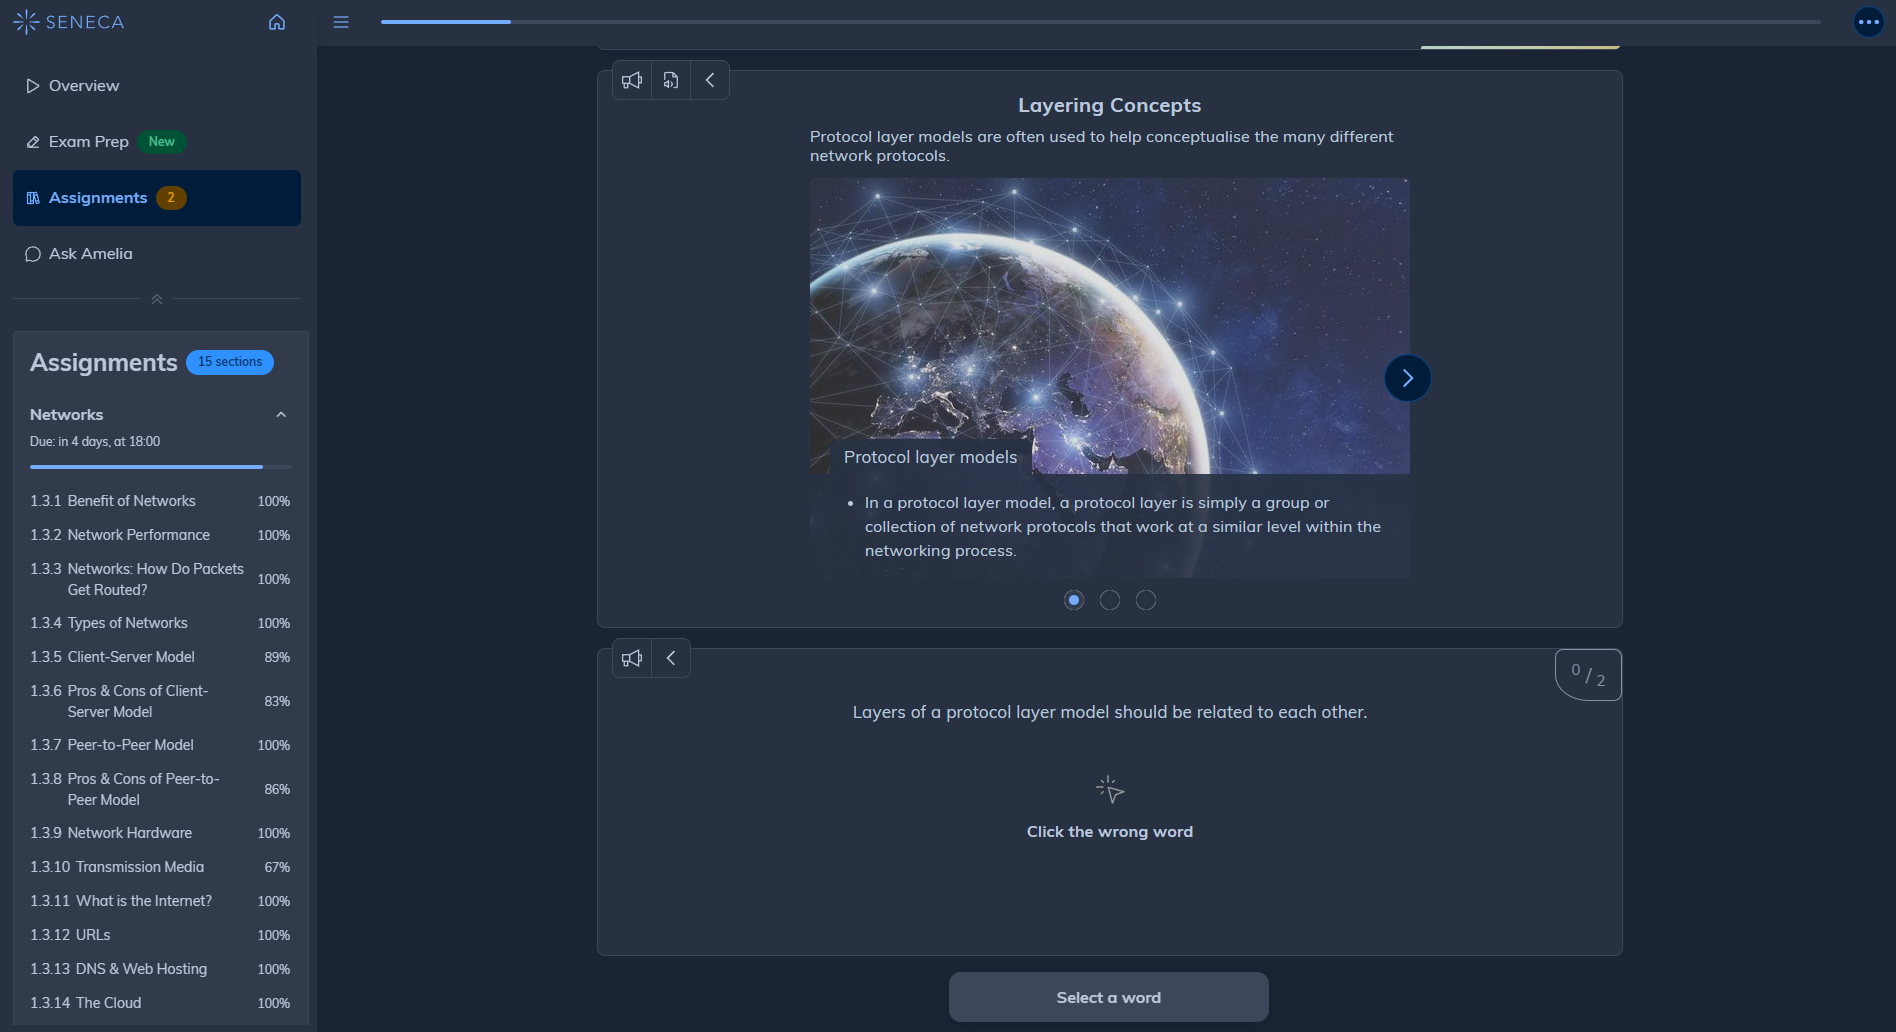 SENECA
Overview
Exam Prep New
Assignments 2
Ask Amelia
Assignments 15 sections
Networks
Due: in 4 days, at 18:00
1.3.1 Benefit of Networks 100%
1.3.2 Network Performance 100%
1.3.3 Networks: How Do Packets
Get Routed? 100%
1.3.4 Types of Networks 100%
1.3.5 Client-Server Model 89%
1.3.6 Pros & Cons of Client-
Server Model 83%
1.3.7 Peer-to-Peer Model 100%
1.3.8 Pros & Cons of Peer-to-
Peer Model 86%
1.3.9 Network Hardware 100%
1.3.10 Transmission Media 67%
1.3.11 What is the Internet? 100%
1.3.12 URLs 100%
1.3.13 DNS & Web Hosting 100%
1.3.14 The Cloud 100%
Layering Concepts
Protocol layer models are often used to help conceptualise the many different
network protocols.
Protocol layer models
• In a protocol layer model, a protocol layer is simply a group or
collection of network protocols that work at a similar level within the
networking process.
0 / 2
Layers of a protocol layer model should be related to each other.
Click the wrong word
Select a word